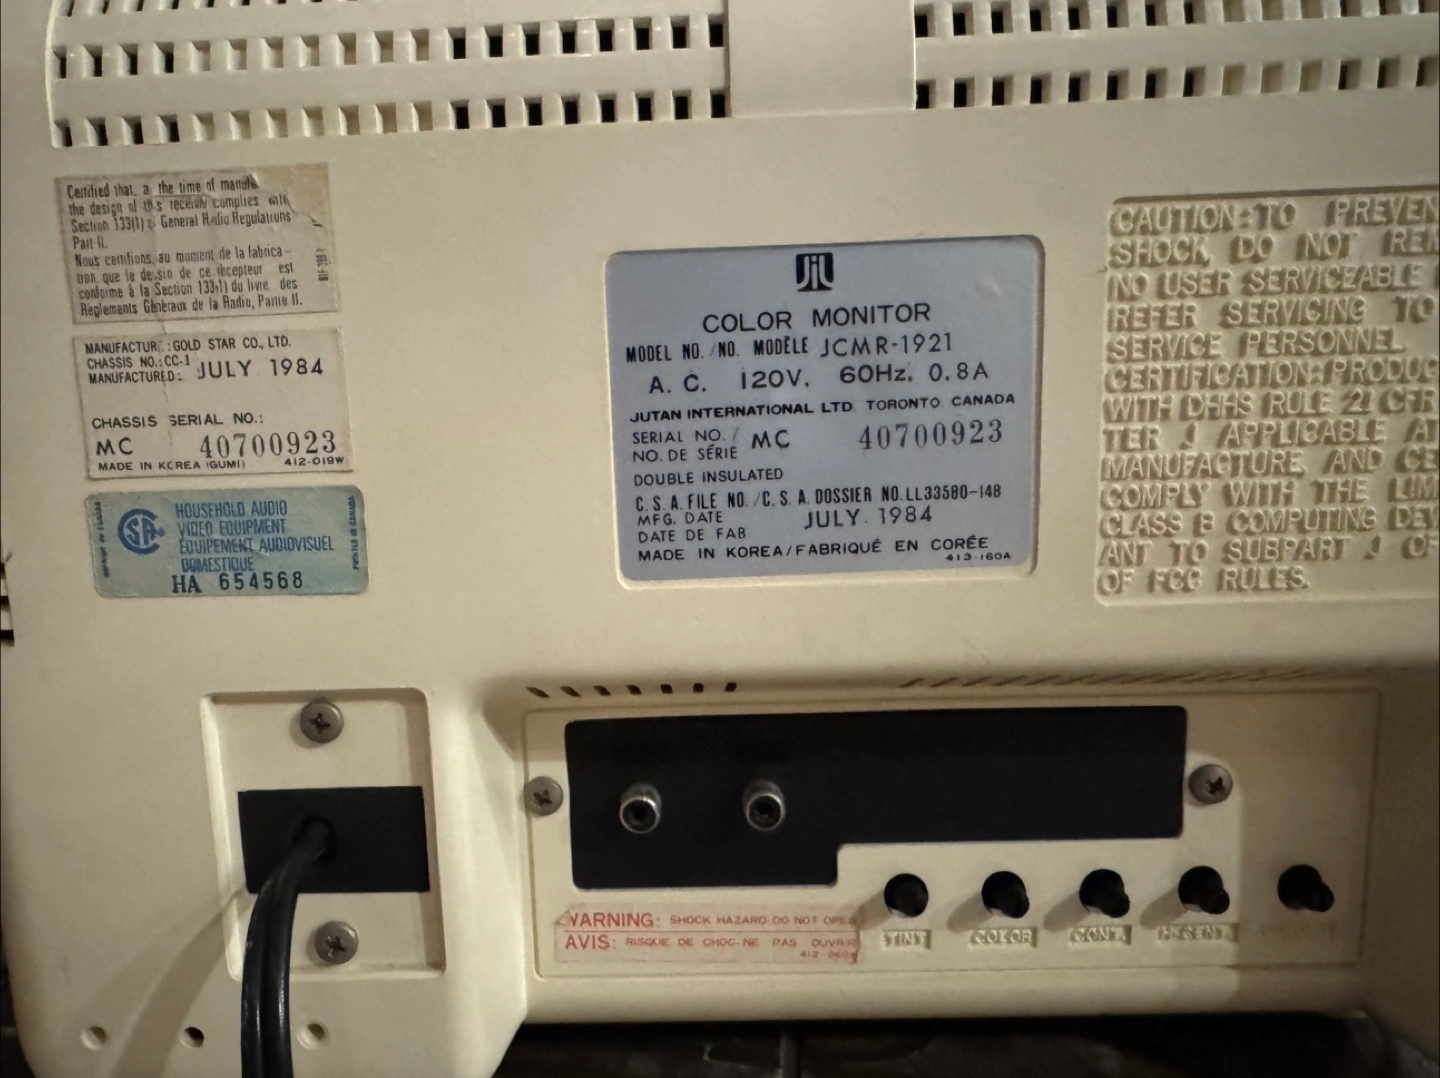 Certified that, a the time of manufa
the design of this receiver complies with
Section 133(1) of General Radio Regulations
Part II.
Nous certifions, au moment de la fabrica-
tion, que le dessin de ce recepteur est
conforme à la Section 133(1) du livre des
Règlements Généraux de la Radio, Partie II.
MANUFACTUR : GOLD STAR CO., LTD.
CHASSIS NO.: CC-1
MANUFACTURED: JULY 1984
CHASSIS SERIAL NO.:
MC 40700923
MADE IN KOREA (GUMI) 412-019W
CSA
HOUSEHOLD AUDIO
VIDEO EQUIPMENT
ÉQUIPEMENT AUDIOVISUEL
DOMESTIQUE
HA 654568
JIL
COLOR MONITOR
MODEL NO./NO. MODÈLE JCMR-1921
A. C. 120V, 60Hz. 0.8A
JUTAN INTERNATIONAL LTD. TORONTO CANADA
SERIAL NO./
NO. DE SÉRIE MC 40700923
DOUBLE INSULATED
C.S.A. FILE NO./C.S.A. DOSSIER NO. LL33580-148
MFG. DATE
DATE DE FAB JULY. 1984
MADE IN KOREA/FABRIQUÉ EN CORÉE
413-160A
CAUTION: TO PREVEN
SHOCK, DO NOT REM
NO USER SERVICEABLE
REFER SERVICING TO
SERVICE PERSONNEL.
CERTIFICATION: PRODUC
WITH DHHS RULE 21 CFR
TER J APPLICABLE AT
MANUFACTURE, AND CE
COMPLY WITH THE LIM
CLASS B COMPUTING DEV
ANT TO SUBPART J OF
OF FCC RULES.
WARNING: SHOCK HAZARD-DO NOT OPEN
AVIS: RISQUE DE CHOC-NE PAS OUVRIR
TINT COLOR CONT. H-CENT.